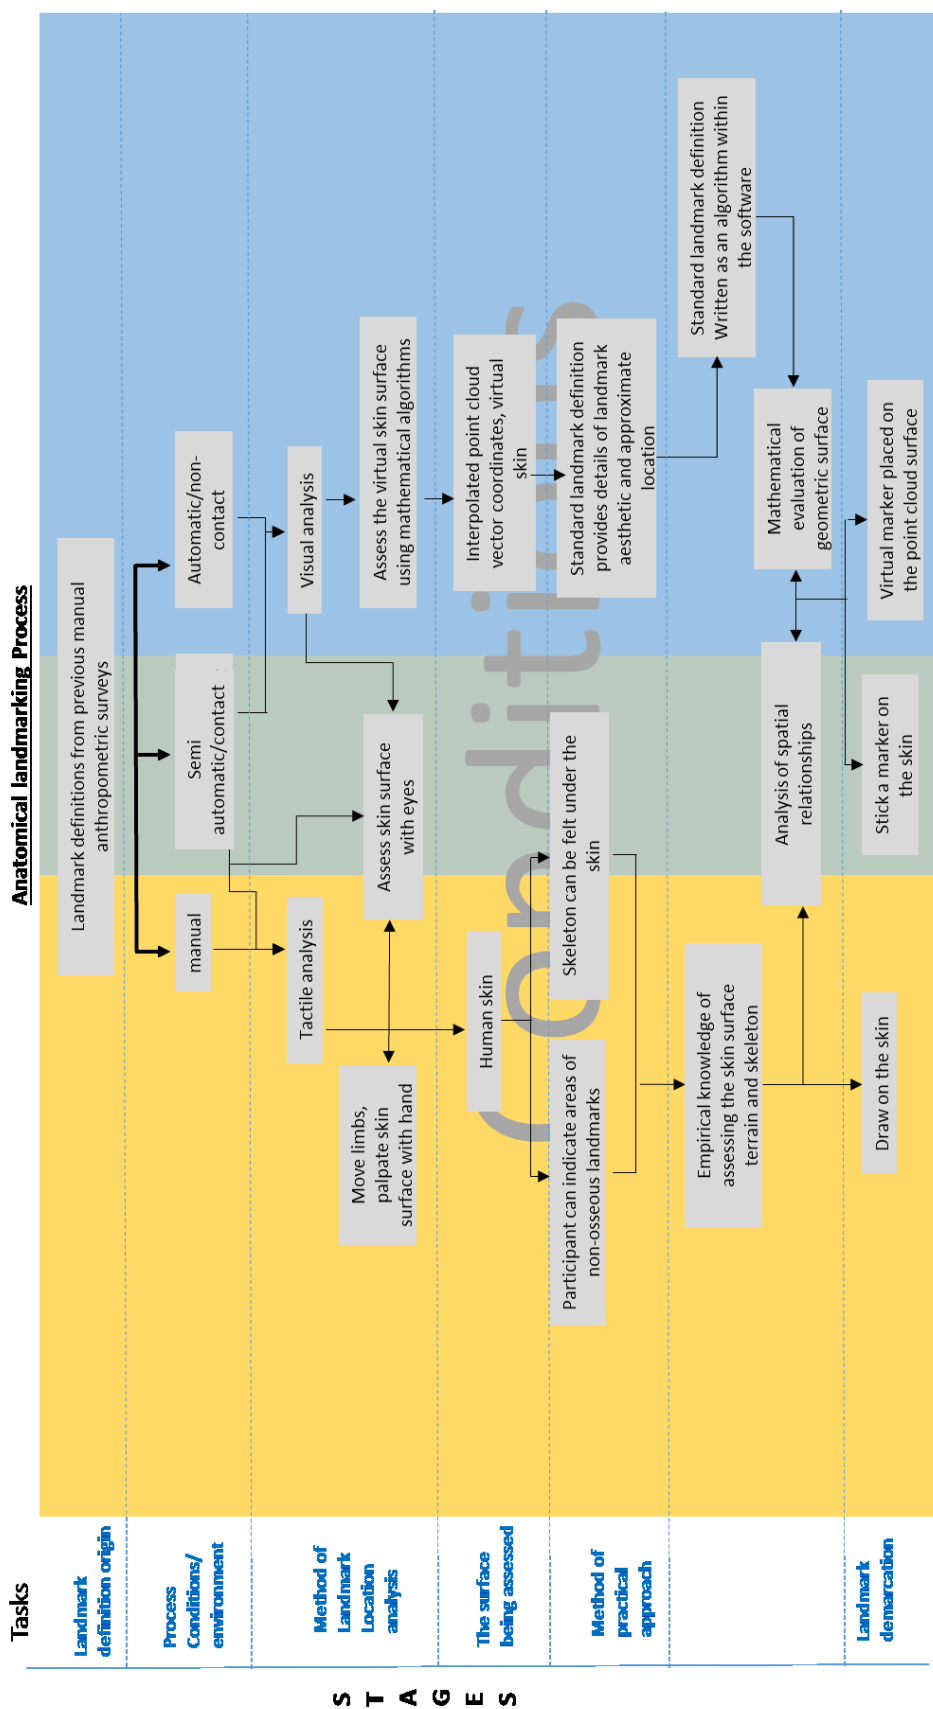 Anatomical landmarking Process
Tasks
STAGES
Landmark
definition origin
Landmark definitions from previous manual
anthropometric surveys
Process
Conditions/
environment
manual
Semi
automatic/contact
Automatic/non-
contact
Method of
Landmark
Location
analysis
Tactile analysis
Visual analysis
Move limbs,
palpate skin
surface with hand
Assess skin surface
with eyes
Assess the virtual skin surface
using mathematical algorithms
The surface
being assessed
Human skin
Interpolated point cloud
vector coordinates, virtual
skin
Method of
practical
approach
Participant can indicate areas of
non-osseous landmarks
Skeleton can be felt under the
skin
Standard landmark definition
provides details of landmark
aesthetic and approximate
location
Empirical knowledge of
assessing the skin surface
terrain and skeleton
Standard landmark definition
Written as an algorithm within
the software
Analysis of spatial
relationships
Mathematical
evaluation of
geometric surface
Landmark
demarcation
Draw on the skin
Stick a marker on
the skin
Virtual marker placed on
the point cloud surface